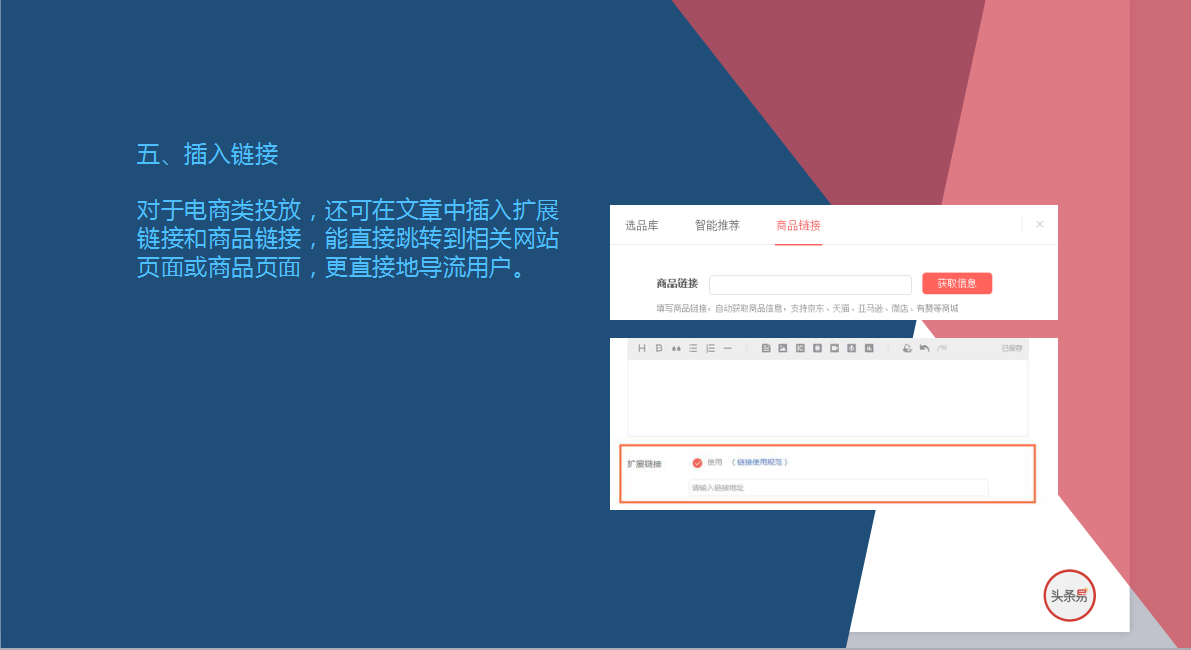 五、插入链接
对于电商类投放，还可在文章中插入扩展
链接和商品链接，能直接跳转到相关网站
页面或商品页面，更直接地导流用户。
选品库 智能推荐 商品链接 ×
商品链接 获取信息
填写商品链接，自动获取商品信息，支持京东、天猫、亚马逊、微店、有赞等商城
H B 已保存
扩展链接 使用 （链接使用规范）
请输入链接地址
头条易